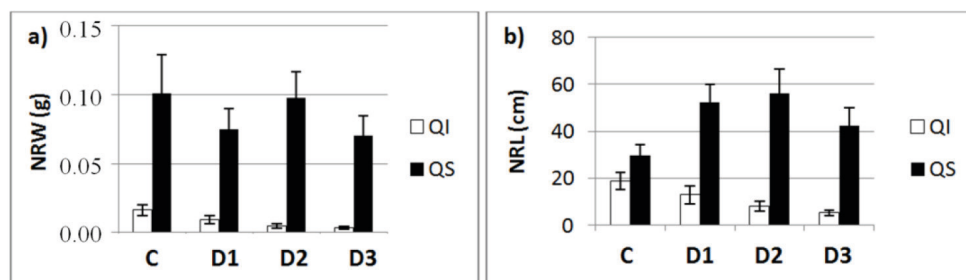 a)
NRW (g)
0.15
0.10
0.05
0.00
C D1 D2 D3
QI
QS
b)
NRL (cm)
80
60
40
20
0
C D1 D2 D3
QI
QS